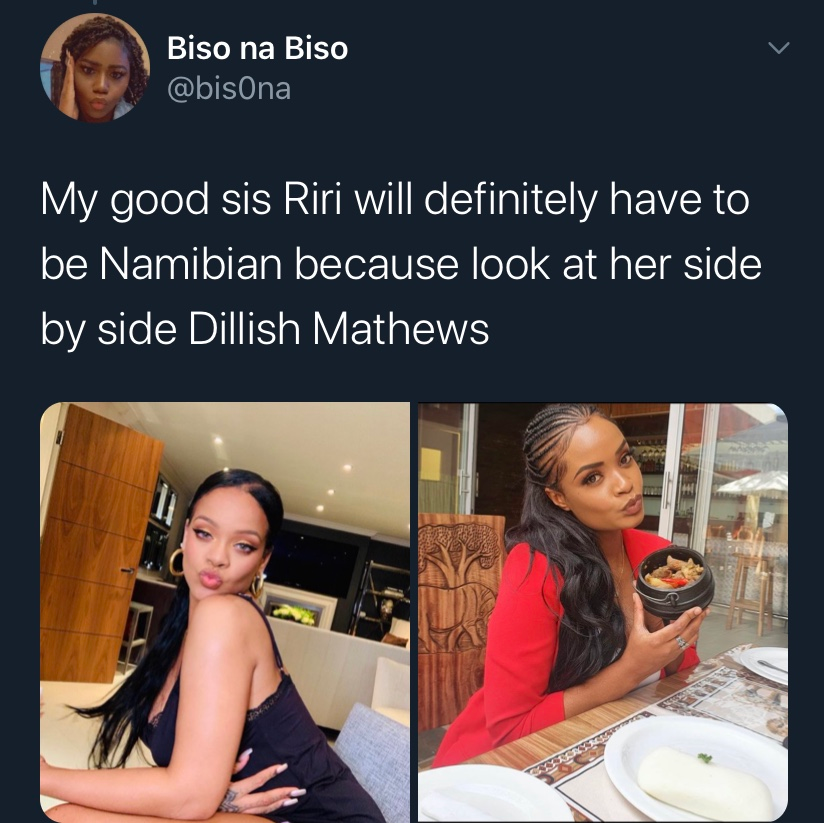 Biso na Biso
@bis0na
My good sis Riri will definitely have to
be Namibian because look at her side
by side Dillish Mathews